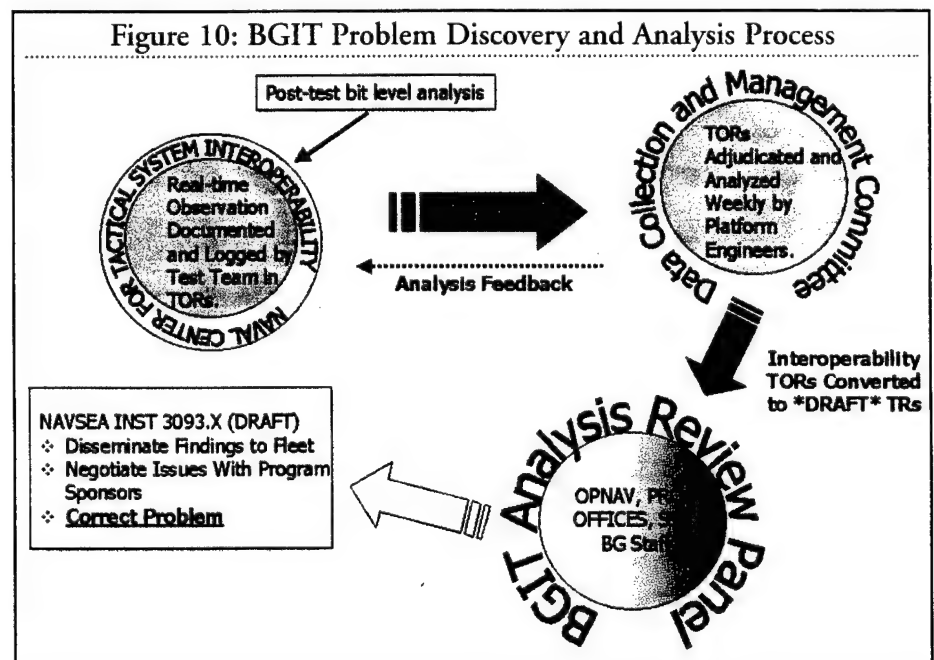 Figure 10: BGIT Problem Discovery and Analysis Process
Post-test bit level analysis
NAVAL CENTER FOR TACTICAL SYSTEM INTEROPERABILITY
Real-time
Observation
Documented
and Logged by
Test Team in
TORs.
Analysis Feedback
Data Collection and Management Committee
TORs
Adjudicated and
Analyzed
Weekly by
Platform
Engineers.
Interoperability
TORs Converted
to *DRAFT* TRs
BGIT Analysis Review Panel
OPNAV,
OFFICES,
BG Staff
NAVSEA INST 3093.X (DRAFT)
❖ Disseminate Findings to Fleet
❖ Negotiate Issues With Program
Sponsors
❖ Correct Problem